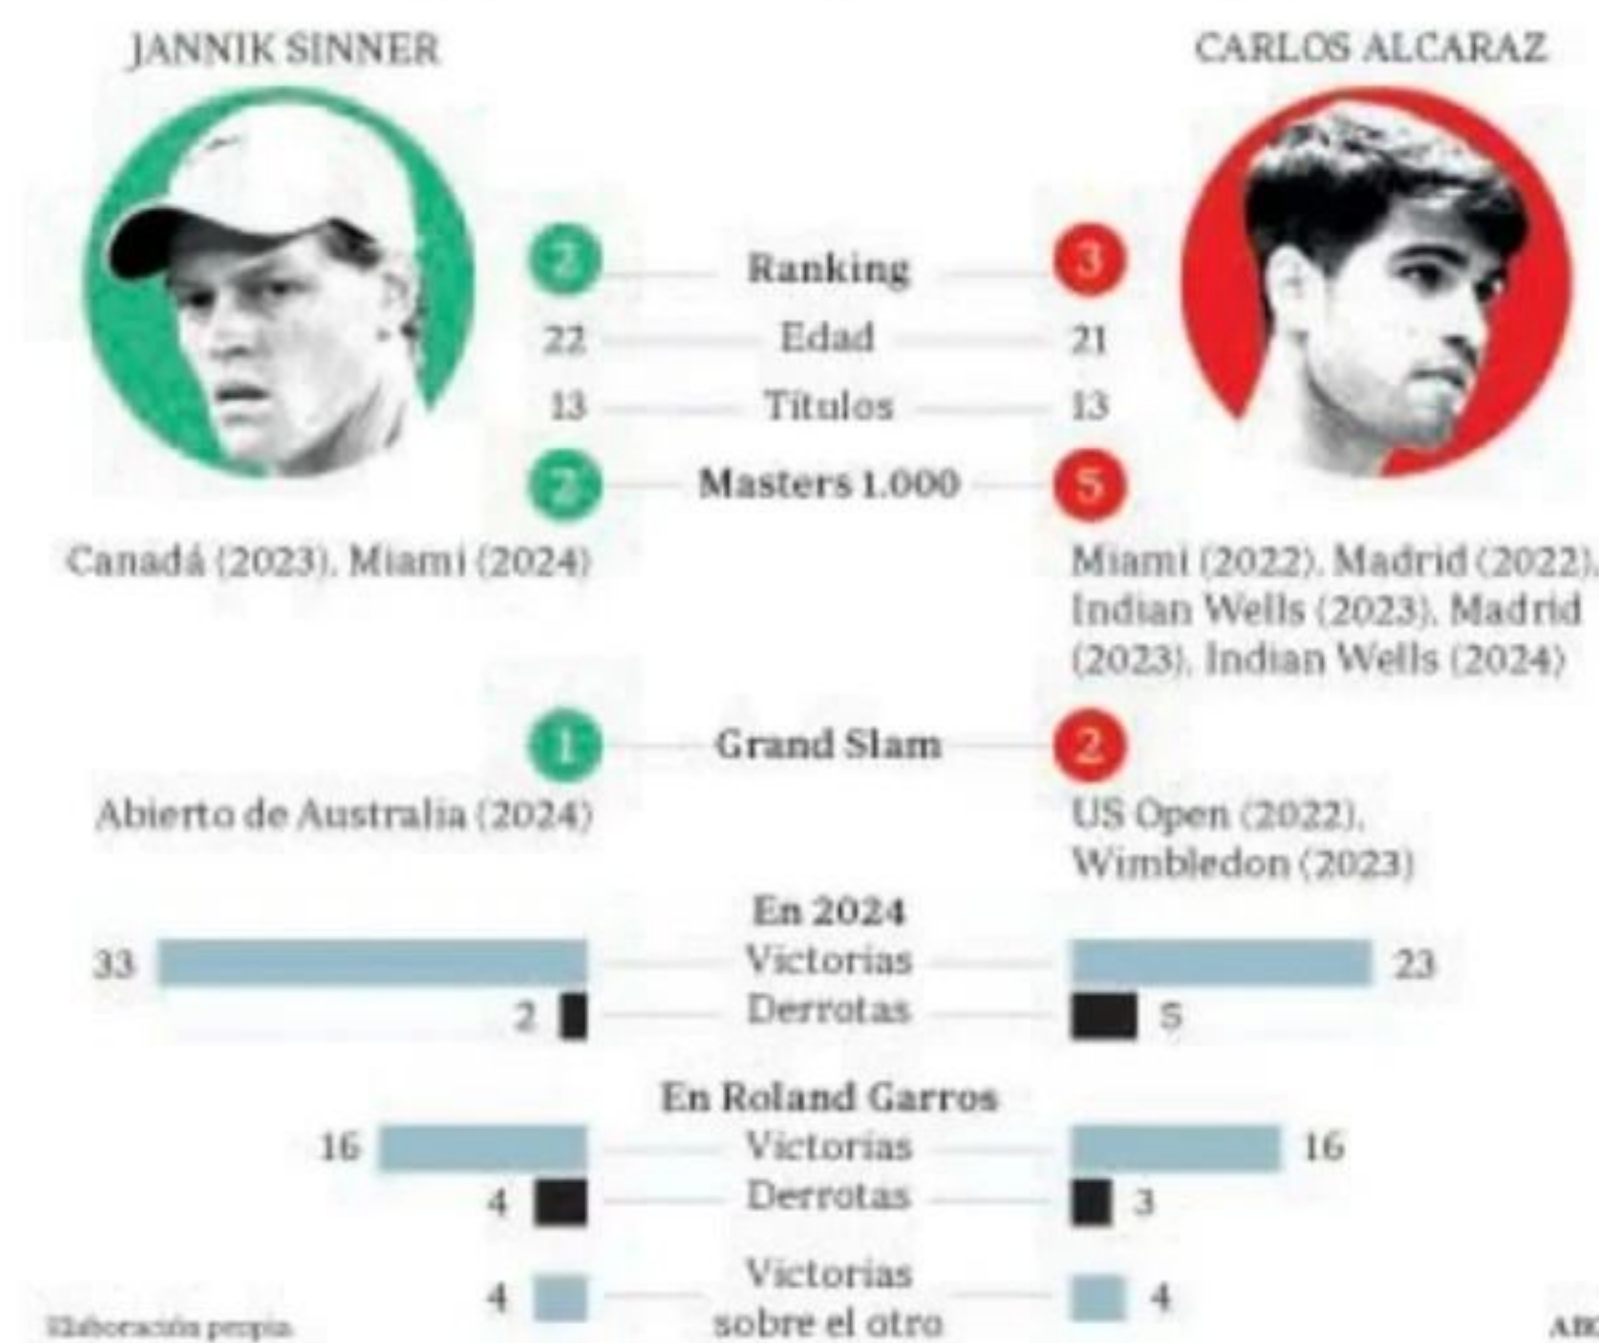 JANNIK SINNER
CARLOS ALCARAZ
2 Ranking 3
22 Edad 21
13 Títulos 13
2 Masters 1.000 5
Canadá (2023), Miami (2024)
Miami (2022), Madrid (2022),
Indian Wells (2023), Madrid
(2023), Indian Wells (2024)
1 Grand Slam 2
Abierto de Australia (2024)
US Open (2022),
Wimbledon (2023)
En 2024
33 Victorias 23
2 Derrotas 5
En Roland Garros
16 Victorias 16
4 Derrotas 3
4 Victorias 4
sobre el otro
Elaboración propia
ABC